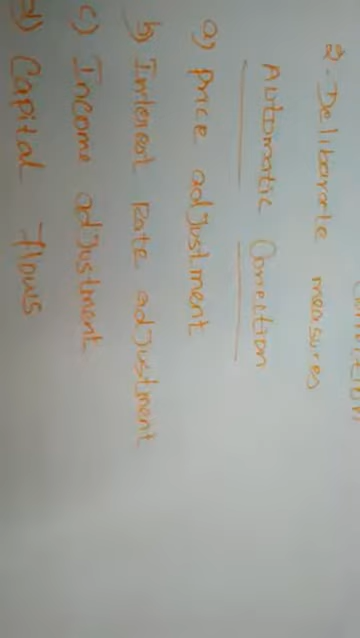 2. Deliberate measures
Automatic Correction
a) Price adjustment
b) Interest Rate adjustment
c) Income adjustment
d) Capital flows